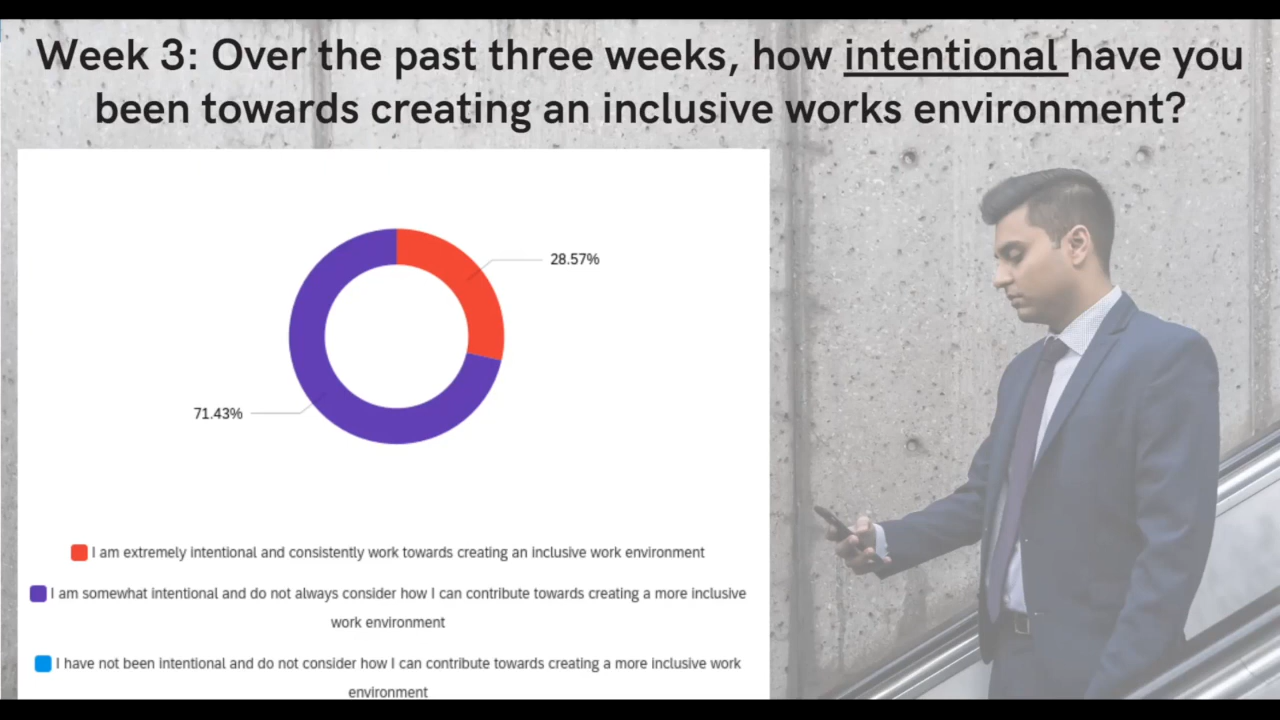 Week 3: Over the past three weeks, how intentional have you
been towards creating an inclusive works environment?
28.57%
71.43%
I am extremely intentional and consistently work towards creating an inclusive work environment
I am somewhat intentional and do not always consider how I can contribute towards creating a more inclusive
work environment
I have not been intentional and do not consider how I can contribute towards creating a more inclusive work
environment